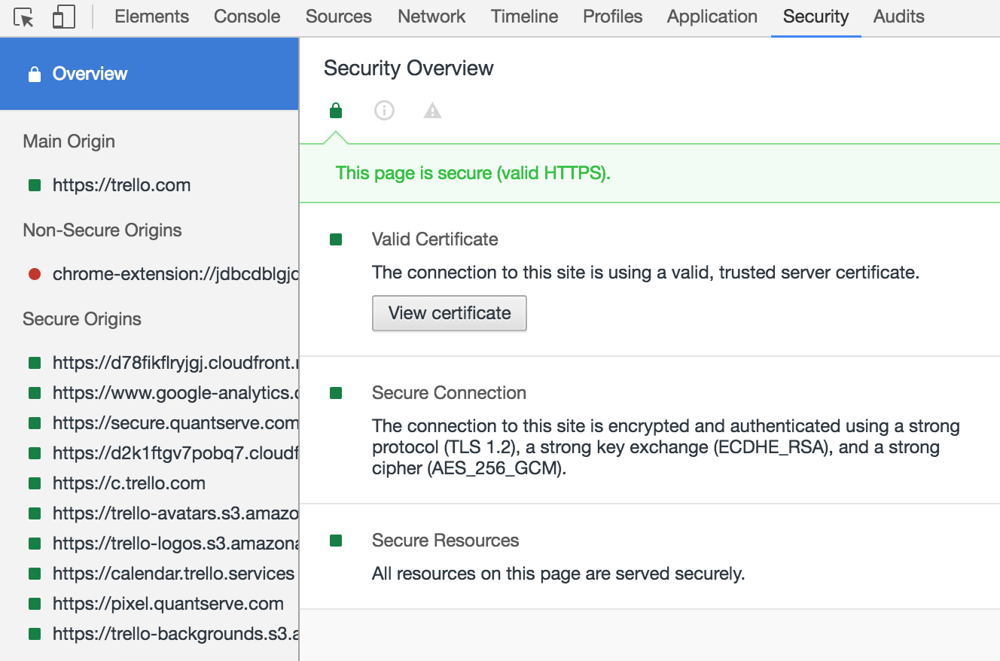 Elements Console Sources Network Timeline Profiles Application Security Audits
Overview
Main Origin
https://trello.com
Non-Secure Origins
chrome-extension://jdbcdblgjc
Secure Origins
https://d78fikflryjgj.cloudfront.
https://www.google-analytics.c
https://secure.quantserve.com
https://d2k1ftgv7pobq7.cloudf
https://c.trello.com
https://trello-avatars.s3.amazo
https://trello-logos.s3.amazona
https://calendar.trello.services
https://pixel.quantserve.com
https://trello-backgrounds.s3.a
Security Overview
This page is secure (valid HTTPS).
Valid Certificate
The connection to this site is using a valid, trusted server certificate.
View certificate
Secure Connection
The connection to this site is encrypted and authenticated using a strong
protocol (TLS 1.2), a strong key exchange (ECDHE_RSA), and a strong
cipher (AES_256_GCM).
Secure Resources
All resources on this page are served securely.